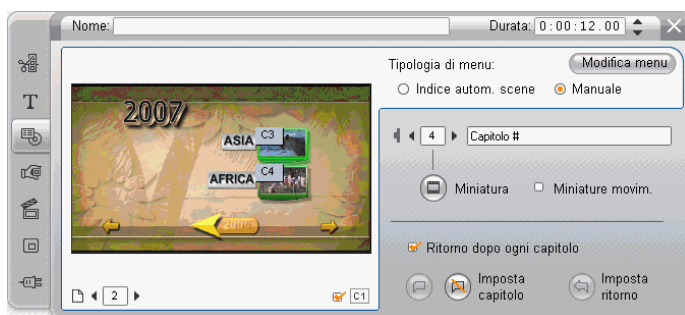 Nome:
Durata: 0:00:12.00
Tipologia di menu:
Modifica menu
Indice autom. scene
Manuale
T
2007
ASIA
C3
AFRICA
C4
2006
4
Capitolo #
Miniatura
Miniature movim.
Ritorno dopo ogni capitolo
Imposta capitolo
Imposta ritorno
2
C1